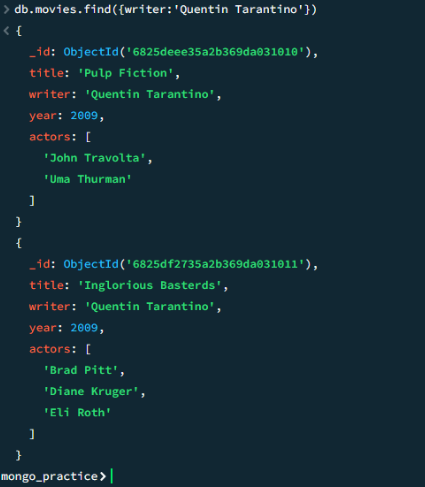 > db.movies.find({writer:'Quentin Tarantino'})
< {
_id: ObjectId('6825deee35a2b369da031010'),
title: 'Pulp Fiction',
writer: 'Quentin Tarantino',
year: 2009,
actors: [
'John Travolta',
'Uma Thurman'
]
}
{
_id: ObjectId('6825df2735a2b369da031011'),
title: 'Inglorious Basterds',
writer: 'Quentin Tarantino',
year: 2009,
actors: [
'Brad Pitt',
'Diane Kruger',
'Eli Roth'
]
}
mongo_practice>